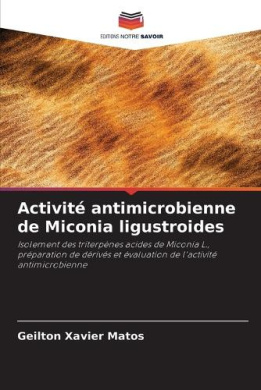 EDITIONS NOTRE SAVOIR
Activité antimicrobienne
de Miconia ligustroides
Isolement des triterpènes acides de Miconia L.,
préparation de dérivés et évaluation de l'activité
antimicrobienne
Geilton Xavier Matos